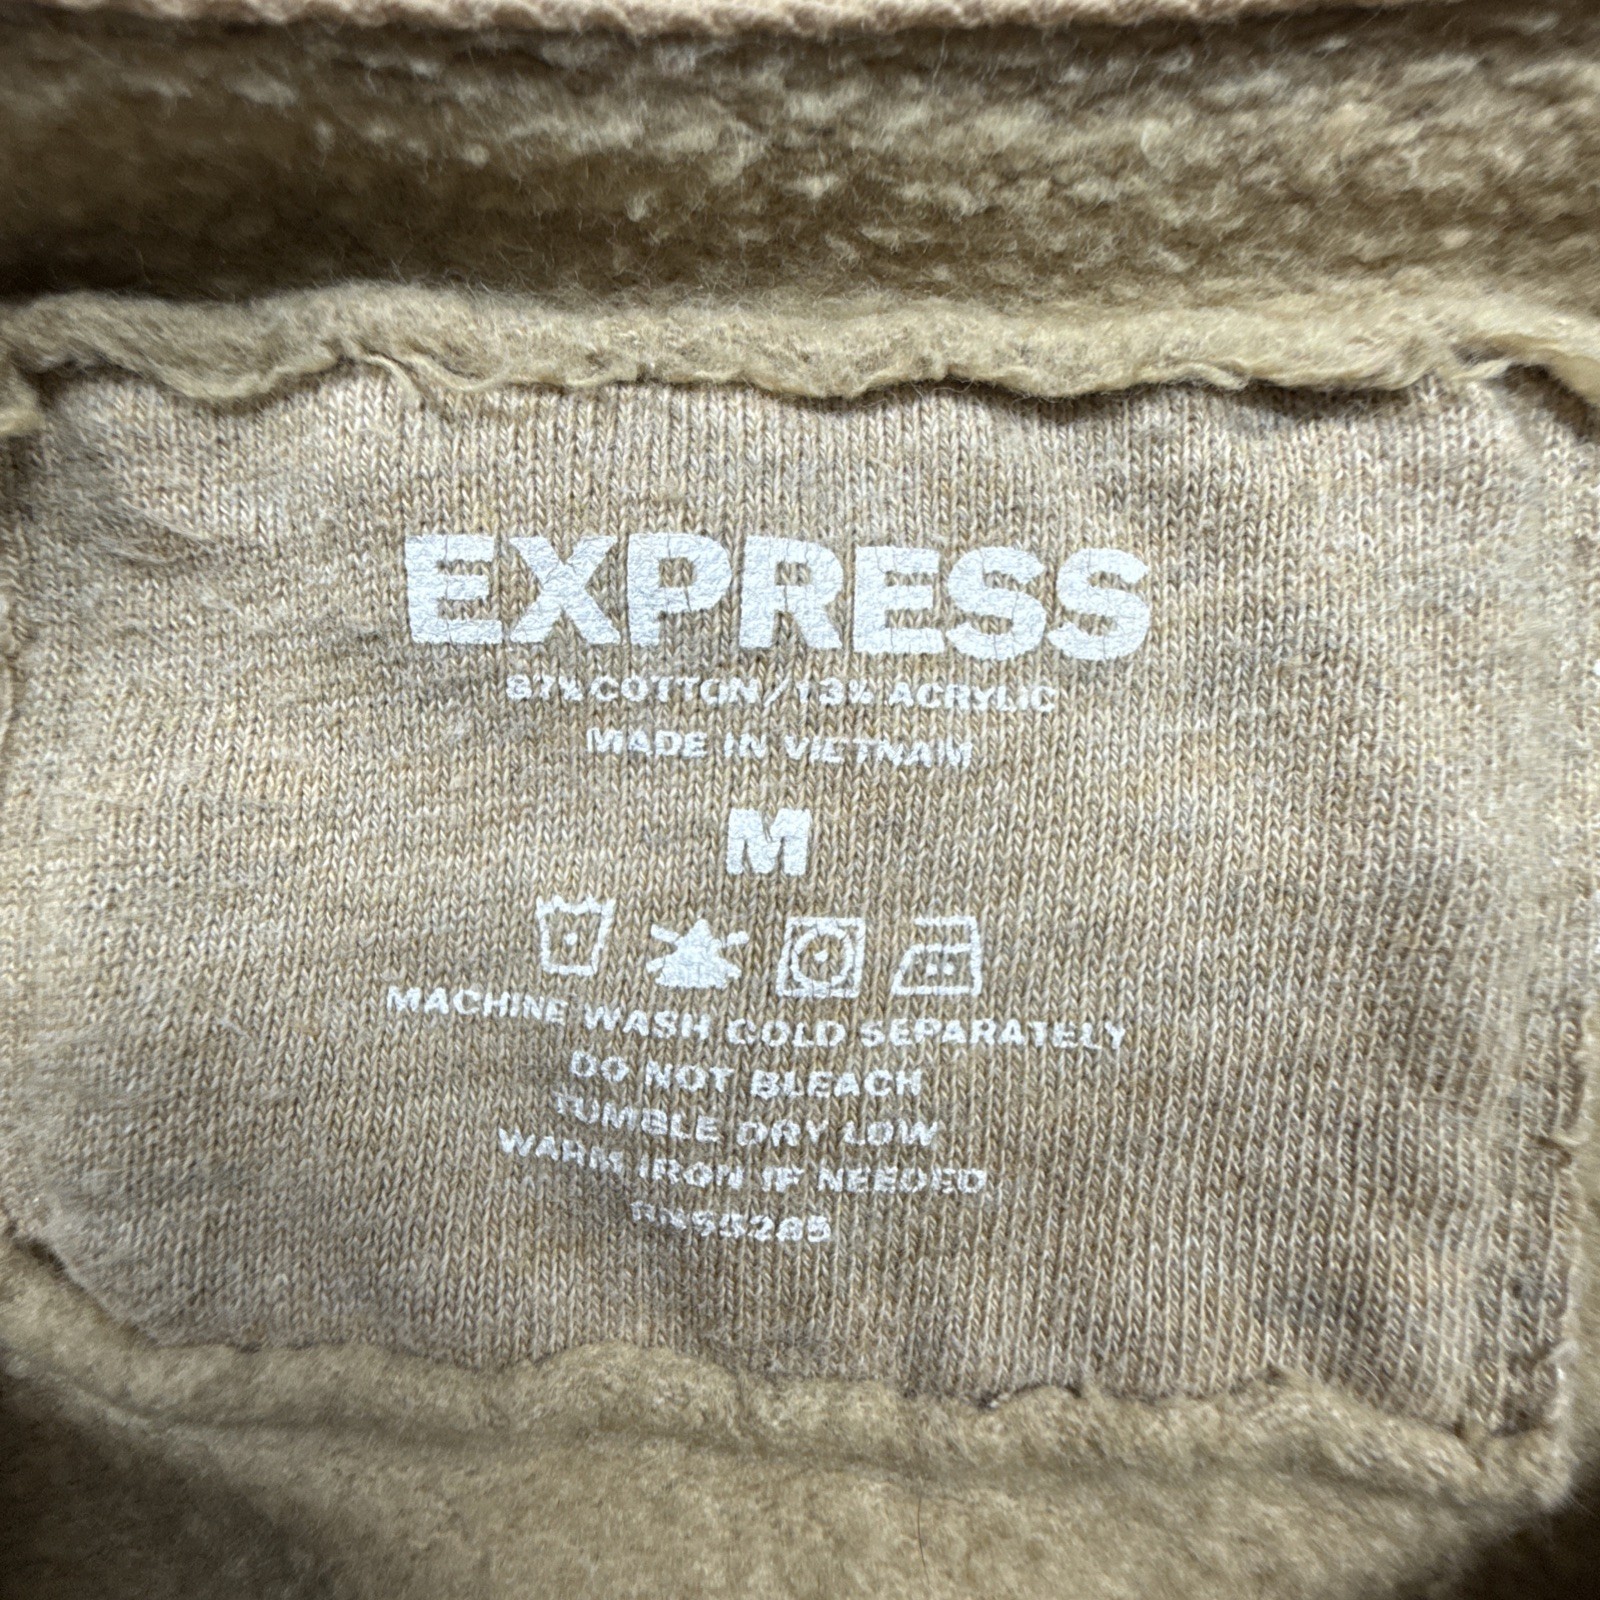 EXPRESS
87% COTTON/13% ACRYLIC
MADE IN VIETNAM
M
MACHINE WASH COLD SEPARATELY
DO NOT BLEACH
TUMBLE DRY LOW
WARM IRON IF NEEDED
RN55285